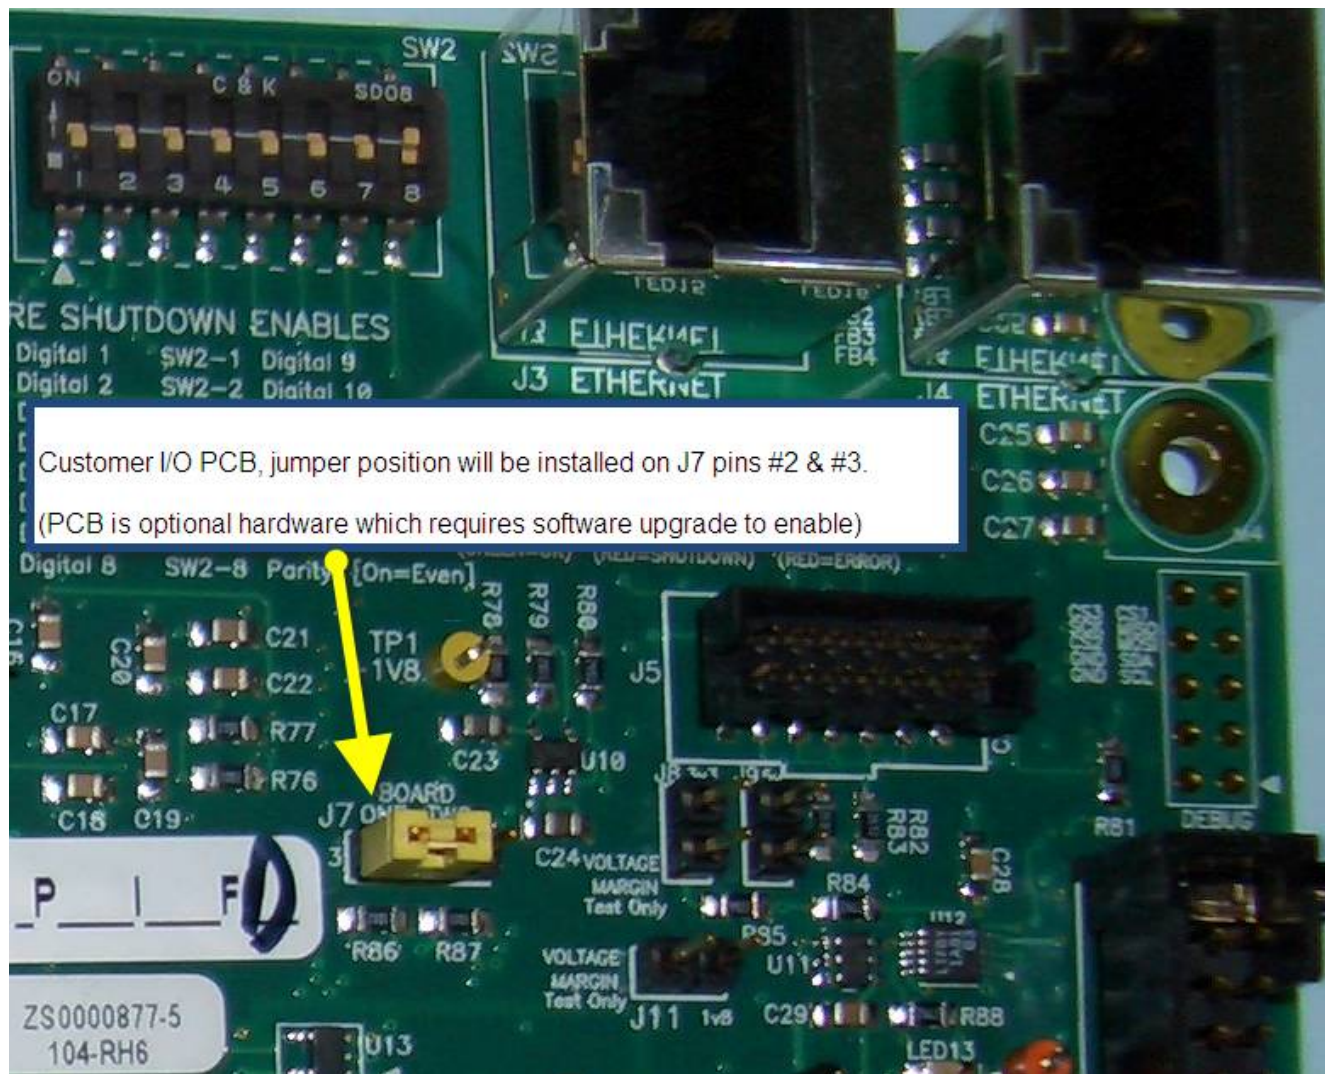 SW2
ON
C & K
SD08
1 2 3 4 5 6 7 8
RE SHUTDOWN ENABLES
Digital 1 SW2-1 Digital 9
Digital 2 SW2-2 Digital 10
J3 ETHERNET
FB3
FB4
J4 ETHERNET
C25
C26
C27
Customer I/O PCB, jumper position will be installed on J7 pins #2 & #3.
(PCB is optional hardware which requires software upgrade to enable)
(RED=SHUTDOWN) (RED=ERROR)
Digital 8 SW2-8 Parity [On=Even]
R78
R79
R80
C20
C21
TP1
1V8
C22
J5
C17
R77
C23
U10
R76
BOARD
J7
C18
C19
3
C24
R83
R82
R81
DEBUG
VOLTAGE
MARGIN
Test Only
R84
C28
P I F
R86
R87
R85
U12
VOLTAGE
MARGIN
Test Only
U11
J11 1v8
C29
R88
ZS0000877-5
104-RH6
U13
LED13